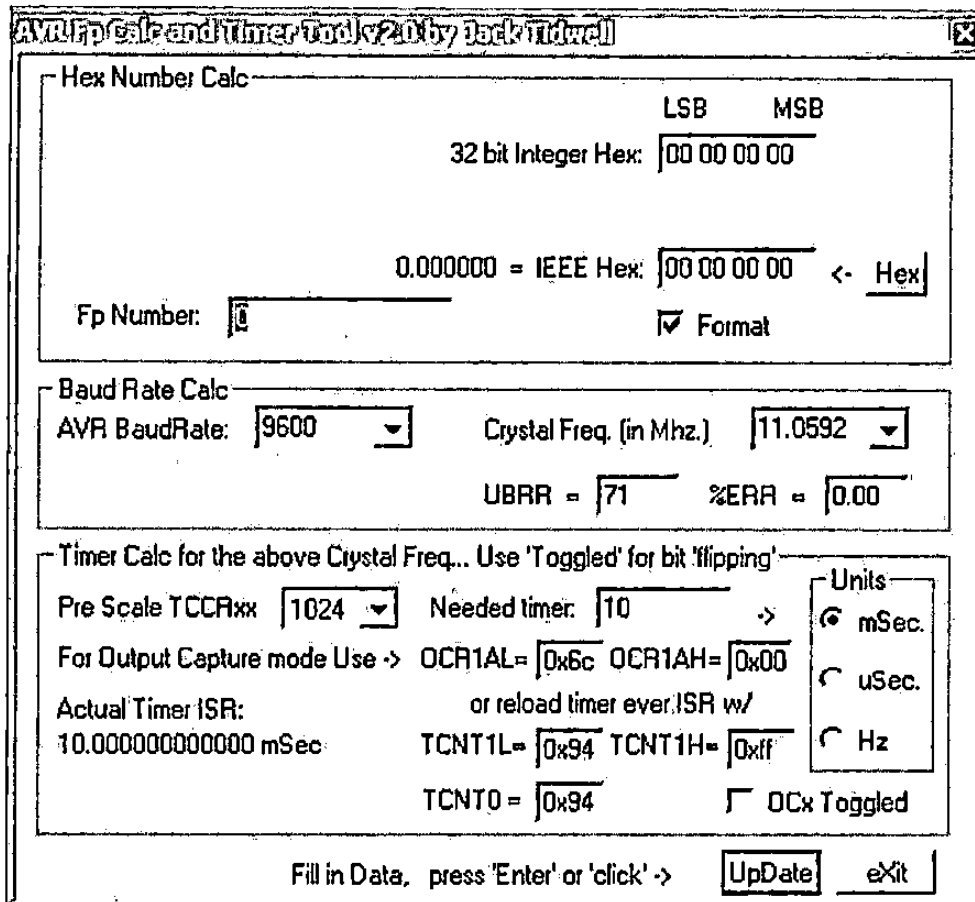 AVR Fp Calc and Timer Tool v2.0 by Jack Tidwell
Hex Number Calc
LSB MSB
32 bit Integer Hex: 00 00 00 00
0.000000 = IEEE Hex: 00 00 00 00 <- Hex
Fp Number: 0
Format
Baud Rate Calc
AVR BaudRate: 9600 Crystal Freq. (in Mhz.) 11.0592
UBRR = 71 %ERR = 0.00
Timer Calc for the above Crystal Freq... Use 'Toggled' for bit 'flipping'
Units
Pre Scale TCCRxx 1024 Needed timer: 10 -> mSec.
For Output Capture mode Use -> OCR1AL= 0x6c OCR1AH= 0x00
uSec.
Actual Timer ISR: or reload timer ever ISR w/
10.000000000000 mSec TCNT1L= 0x94 TCNT1H= 0xff Hz
TCNT0 = 0x94 OCx Toggled
Fill in Data, press 'Enter' or 'click' -> UpDate eXit